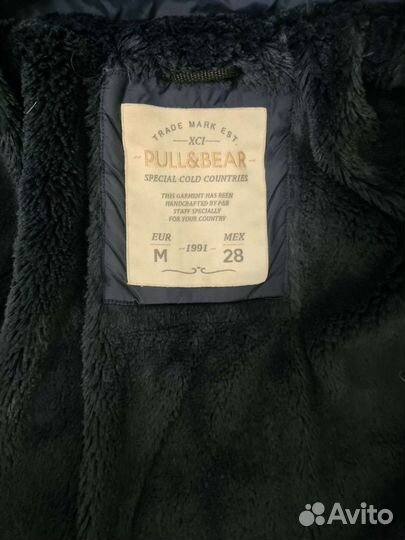 TRADE MARK EST.
XCI
PULL&BEAR
SPECIAL COLD COUNTRIES
THIS GARMENT HAS BEEN
HANDCRAFTED BY P&B
STAFF SPECIALLY
FOR YOUR COUNTRY
EUR MEX
M -1991- 28
Avito